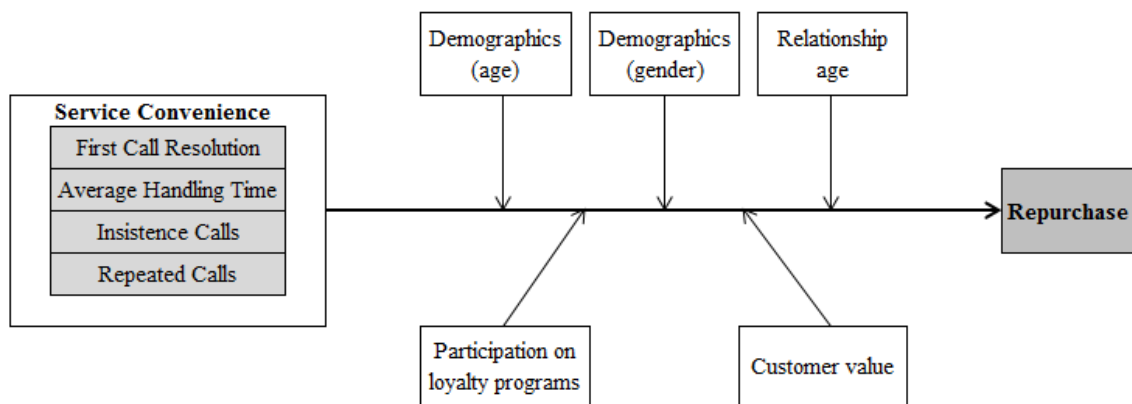 Demographics
(age)
Demographics
(gender)
Relationship
age
Service Convenience
First Call Resolution
Average Handling Time
Insistence Calls
Repeated Calls
Repurchase
Participation on
loyalty programs
Customer value